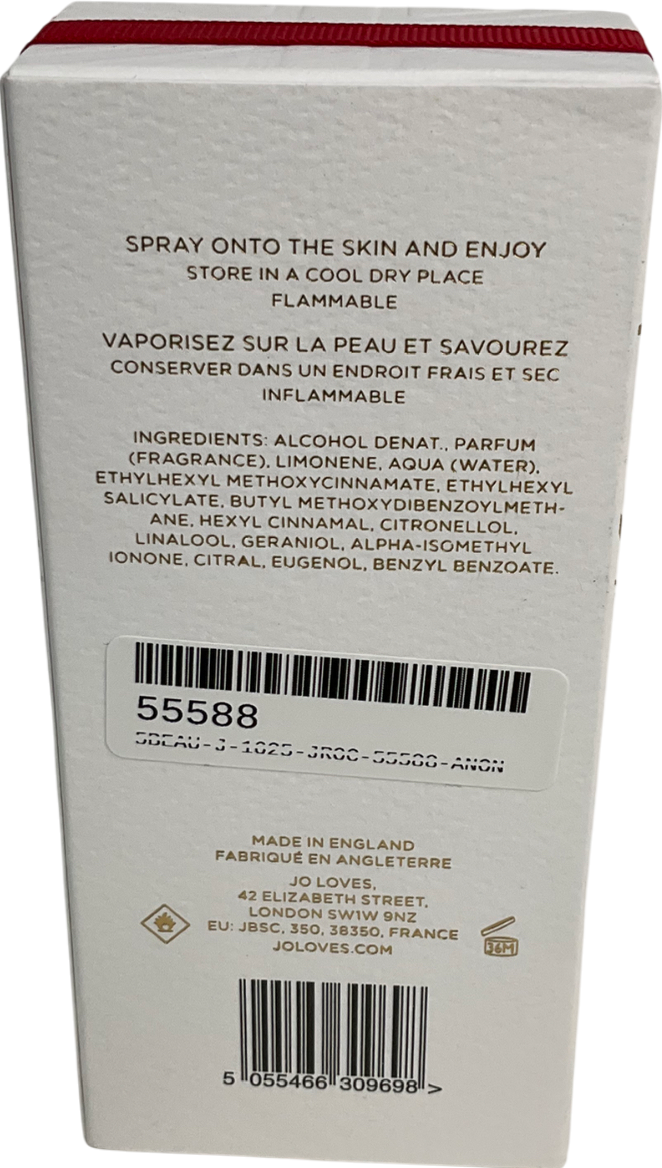 SPRAY ONTO THE SKIN AND ENJOY
STORE IN A COOL DRY PLACE
FLAMMABLE
VAPORISEZ SUR LA PEAU ET SAVOUREZ
CONSERVER DANS UN ENDROIT FRAIS ET SEC
INFLAMMABLE
INGREDIENTS: ALCOHOL DENAT., PARFUM
(FRAGRANCE), LIMONENE, AQUA (WATER),
ETHYLHEXYL METHOXYCINNAMATE, ETHYLHEXYL
SALICYLATE, BUTYL METHOXYDIBENZOYLMETH-
ANE, HEXYL CINNAMAL, CITRONELLOL,
LINALOOL, GERANIOL, ALPHA-ISOMETHYL
IONONE, CITRAL, EUGENOL, BENZYL BENZOATE.
55588
MADE IN ENGLAND
FABRIQUÉ EN ANGLETERRE
JO LOVES,
42 ELIZABETH STREET,
LONDON SW1W 9NZ
EU: JBSC, 350, 38350, FRANCE
JOLOVES.COM
36M
5 055466 309698 >